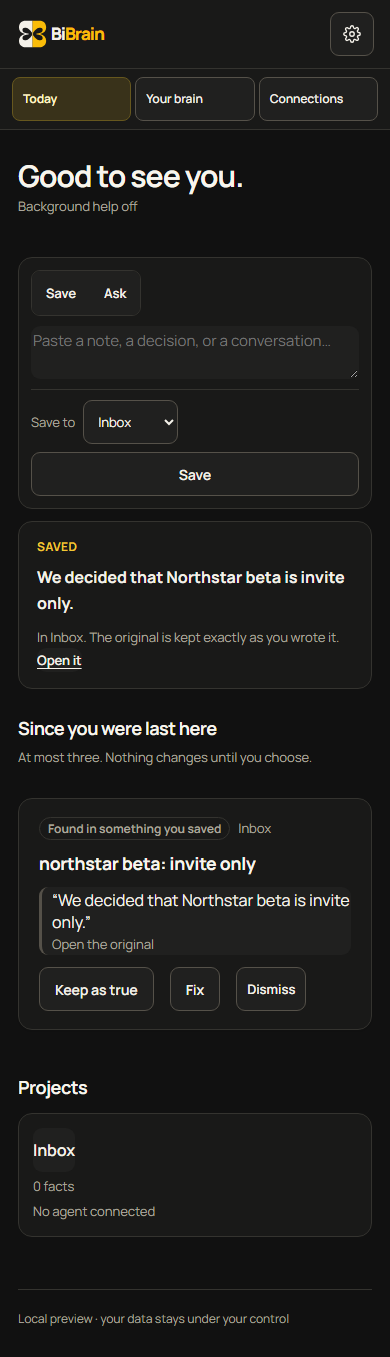 BiBrain
Today
Your brain
Connections
Good to see you.
Background help off
Save
Ask
Paste a note, a decision, or a conversation…
Save to
Inbox
Save
SAVED
We decided that Northstar beta is invite
only.
In Inbox. The original is kept exactly as you wrote it.
Open it
Since you were last here
At most three. Nothing changes until you choose.
Found in something you saved
Inbox
northstar beta: invite only
“We decided that Northstar beta is invite
only.”
Open the original
Keep as true
Fix
Dismiss
Projects
Inbox
0 facts
No agent connected
Local preview · your data stays under your control